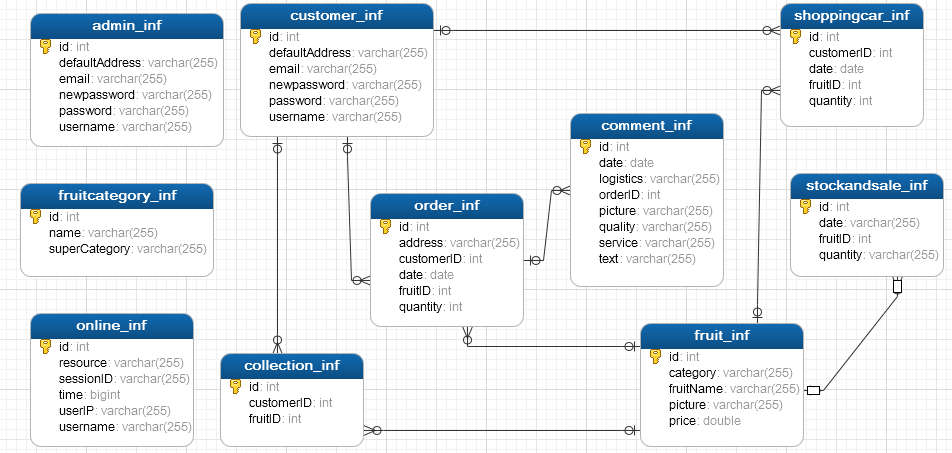 admin_inf
id: int
defaultAddress: varchar(255)
email: varchar(255)
newpassword: varchar(255)
password: varchar(255)
username: varchar(255)
customer_inf
id: int
defaultAddress: varchar(255)
email: varchar(255)
newpassword: varchar(255)
password: varchar(255)
username: varchar(255)
shoppingcar_inf
id: int
customerID: int
date: date
fruitID: int
quantity: int
comment_inf
id: int
date: date
logistics: varchar(255)
orderID: int
picture: varchar(255)
quality: varchar(255)
service: varchar(255)
text: varchar(255)
fruitcategory_inf
id: int
name: varchar(255)
superCategory: varchar(255)
order_inf
id: int
address: varchar(255)
customerID: int
date: date
fruitID: int
quantity: int
stockandsale_inf
id: int
date: varchar(255)
fruitID: int
quantity: varchar(255)
online_inf
id: int
resource: varchar(255)
sessionID: varchar(255)
time: bigint
userIP: varchar(255)
username: varchar(255)
collection_inf
id: int
customerID: int
fruitID: int
fruit_inf
id: int
category: varchar(255)
fruitName: varchar(255)
picture: varchar(255)
price: double